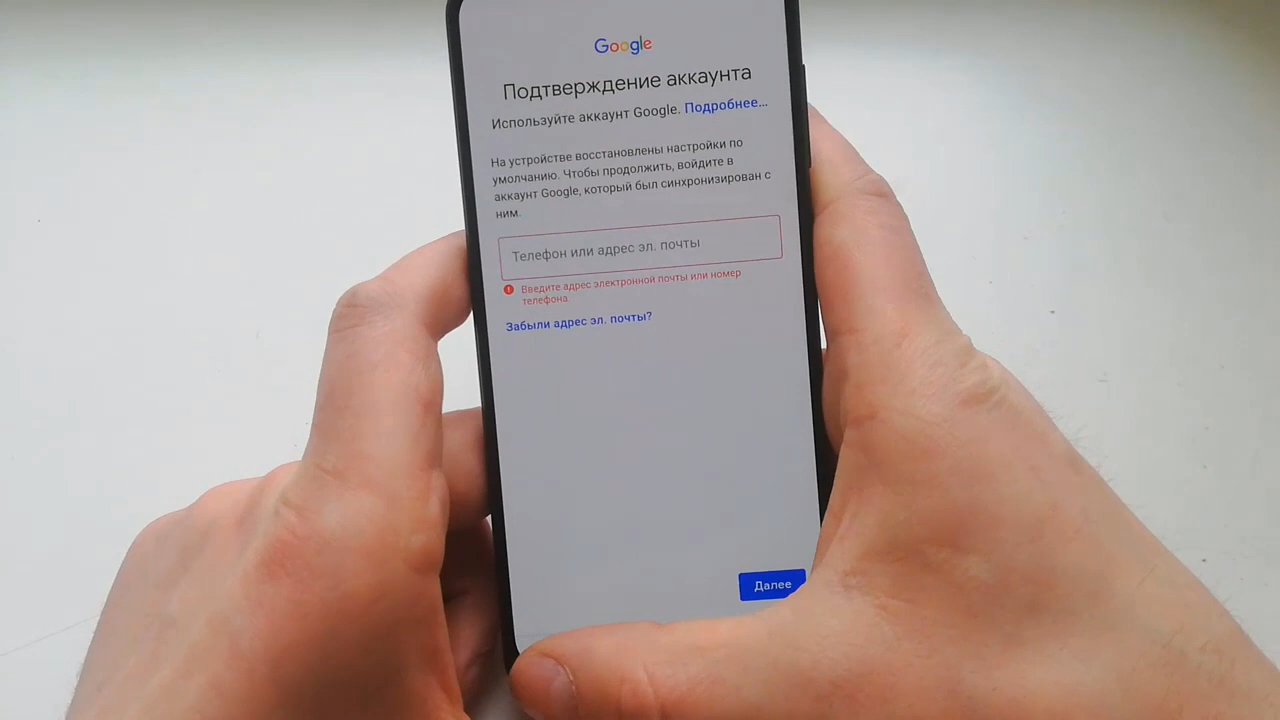 Google
Подтверждение аккаунта
Используйте аккаунт Google. Подробнее...
На устройстве восстановлены настройки по
умолчанию. Чтобы продолжить, войдите в
аккаунт Google, который был синхронизирован с
ним.
Телефон или адрес эл. почты
Введите адрес электронной почты или номер
телефона
Забыли адрес эл. почты?
Далее